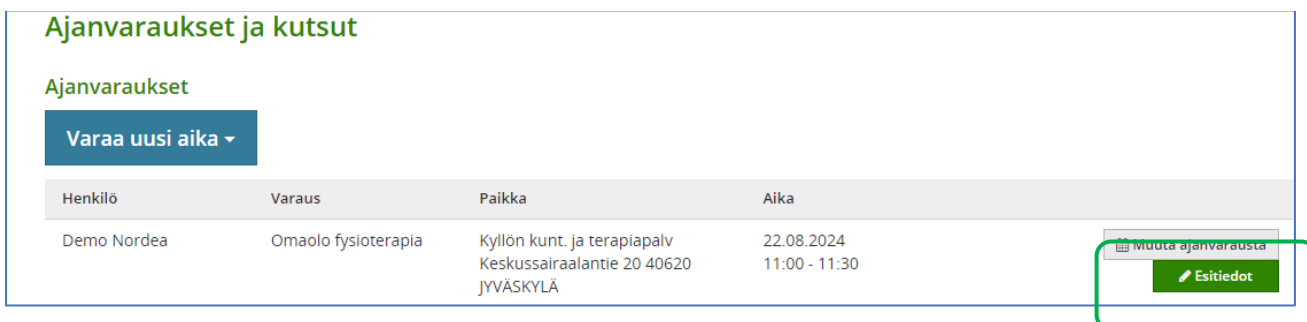 Ajanvaraukset ja kutsut
Ajanvaraukset
Varaa uusi aika
Henkilö Varaus Paikka Aika
Demo Nordea Omaolo fysioterapia Kyllön kunt. ja terapiapalv 22.08.2024 Muuta ajanvarausta
Keskussairaalantie 20 40620 11:00 - 11:30 Esitiedot
JYVÄSKYLÄ